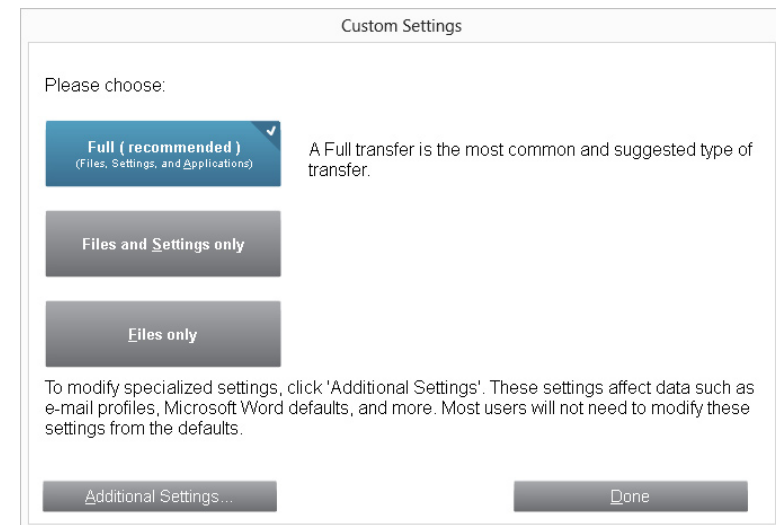 Custom Settings
Please choose:
Full ( recommended )
(Files, Settings, and Applications)
A Full transfer is the most common and suggested type of
transfer.
Files and Settings only
Files only
To modify specialized settings, click 'Additional Settings'. These settings affect data such as
e-mail profiles, Microsoft Word defaults, and more. Most users will not need to modify these
settings from the defaults.
Additional Settings...
Done